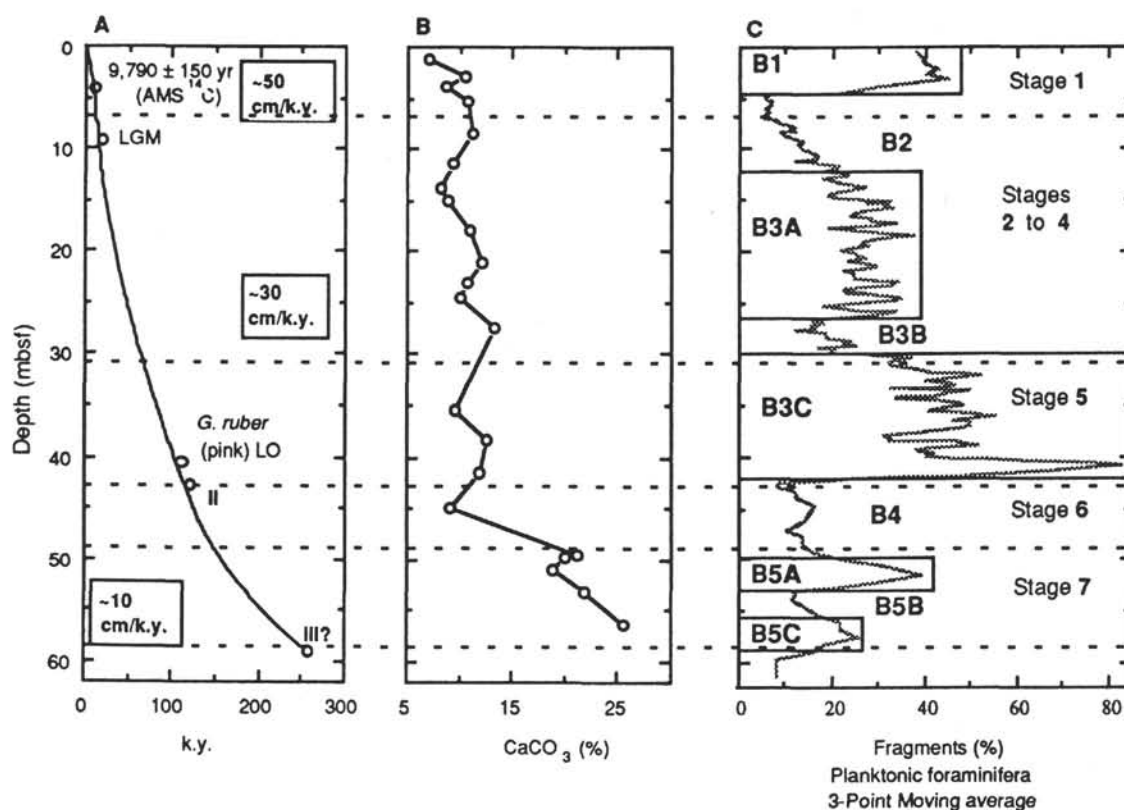 A
B
C
0
10
20
30
40
50
60
Depth (mbsf)
9,790 ± 150 yr
(AMS 14C)
~50
cm/k.y.
LGM
~30
cm/k.y.
G. ruber
(pink) LO
II
~10
cm/k.y.
III?
0 100 200 300
k.y.
5 15 25
CaCO3 (%)
B1
Stage 1
B2
Stages
2 to 4
B3A
B3B
B3C
Stage 5
B4
Stage 6
B5A
B5B
Stage 7
B5C
0 20 40 60 80
Fragments (%)
Planktonic foraminifera
3-Point Moving average